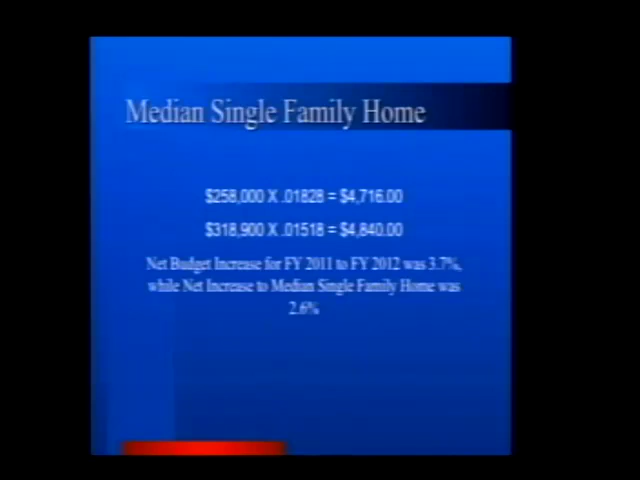 Median Single Family Home
$258,000 X .01828 = $4,716.00
$318,900 X .01518 = $4,840.00
Net Budget Increase for FY 2011 to FY 2012 was 3.7%,
while Net Increase to Median Single Family Home was
2.6%